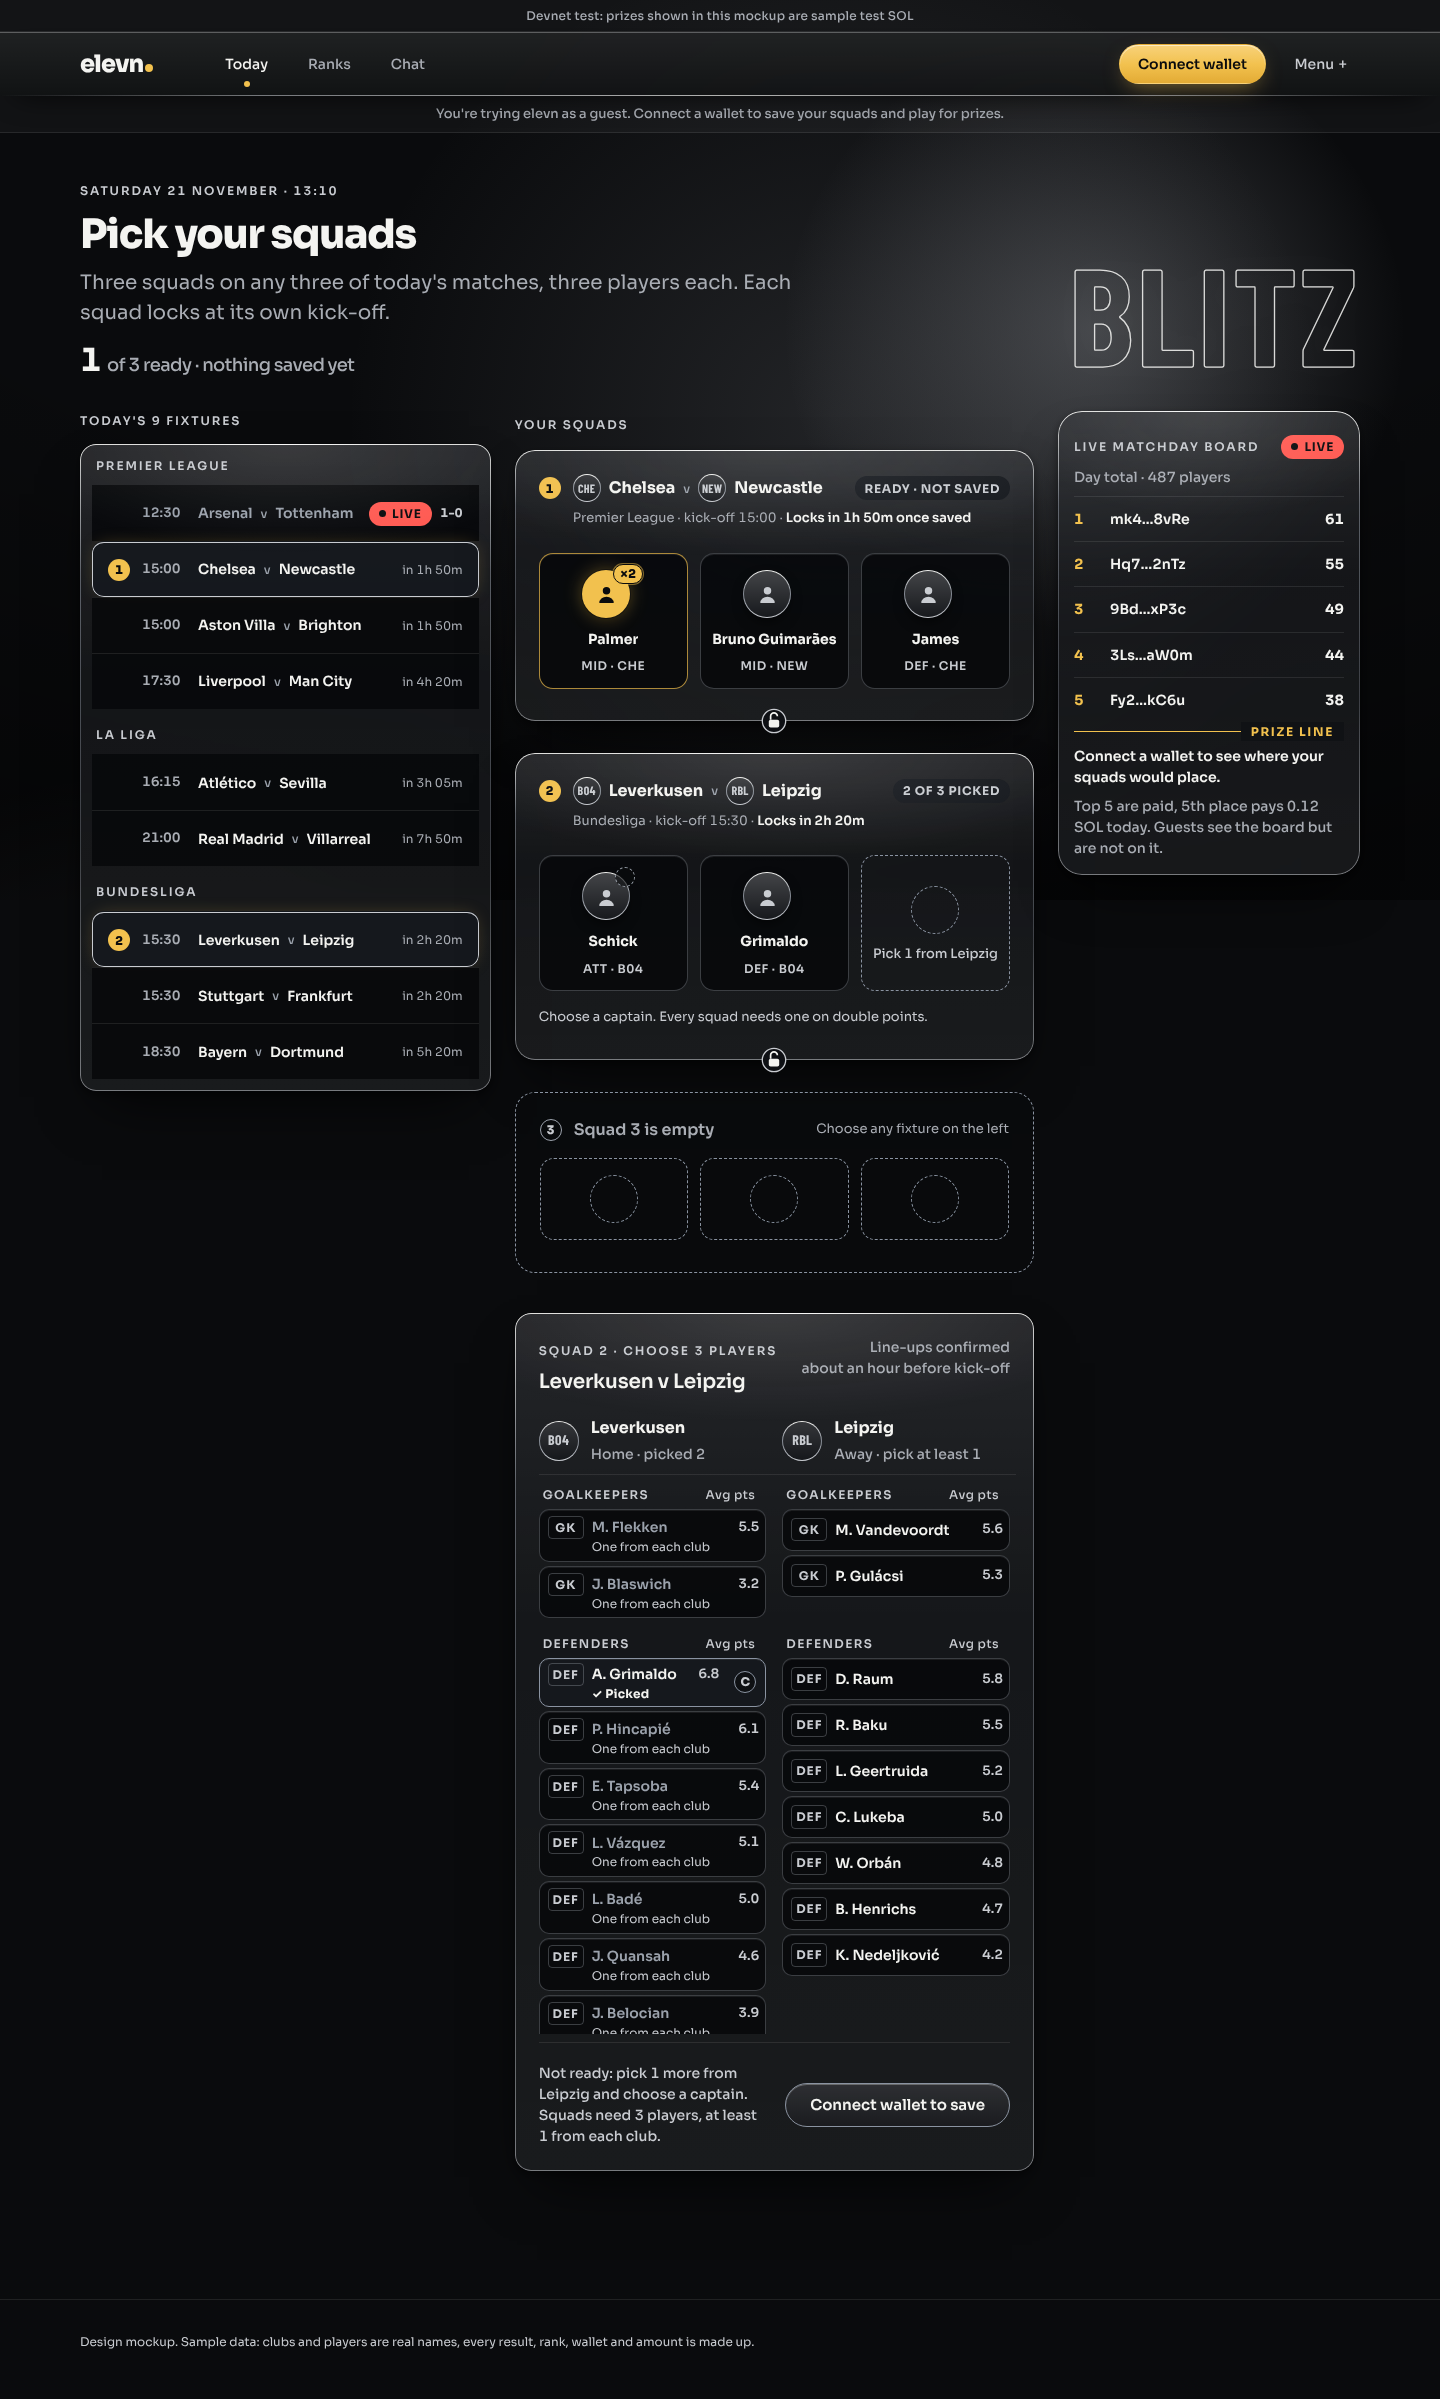 Devnet test: prizes shown in this mockup are sample test SOL
elevn.
Today
Ranks
Chat
Connect wallet
Menu +
You're trying elevn as a guest. Connect a wallet to save your squads and play for prizes.
SATURDAY 21 NOVEMBER · 13:10
Pick your squads
Three squads on any three of today's matches, three players each. Each
squad locks at its own kick-off.
1 of 3 ready · nothing saved yet
BLITZ
TODAY'S 9 FIXTURES
PREMIER LEAGUE
12:30 Arsenal v Tottenham LIVE 1-0
1 15:00 Chelsea v Newcastle in 1h 50m
15:00 Aston Villa v Brighton in 1h 50m
17:30 Liverpool v Man City in 4h 20m
LA LIGA
16:15 Atlético v Sevilla in 3h 05m
21:00 Real Madrid v Villarreal in 7h 50m
BUNDESLIGA
2 15:30 Leverkusen v Leipzig in 2h 20m
15:30 Stuttgart v Frankfurt in 2h 20m
18:30 Bayern v Dortmund in 5h 20m
YOUR SQUADS
1 CHE Chelsea v NEW Newcastle READY · NOT SAVED
Premier League · kick-off 15:00 · Locks in 1h 50m once saved
×2
Palmer
MID · CHE
Bruno Guimarães
MID · NEW
James
DEF · CHE
2 B04 Leverkusen v RBL Leipzig 2 OF 3 PICKED
Bundesliga · kick-off 15:30 · Locks in 2h 20m
Schick
ATT · B04
Grimaldo
DEF · B04
Pick 1 from Leipzig
Choose a captain. Every squad needs one on double points.
3 Squad 3 is empty Choose any fixture on the left
LIVE MATCHDAY BOARD LIVE
Day total · 487 players
1 mk4...8vRe 61
2 Hq7...2nTz 55
3 9Bd...xP3c 49
4 3Ls...aW0m 44
5 Fy2...kC6u 38
PRIZE LINE
Connect a wallet to see where your
squads would place.
Top 5 are paid, 5th place pays 0.12
SOL today. Guests see the board but
are not on it.
SQUAD 2 · CHOOSE 3 PLAYERS
Leverkusen v Leipzig
Line-ups confirmed
about an hour before kick-off
B04 Leverkusen
Home · picked 2
RBL Leipzig
Away · pick at least 1
GOALKEEPERS Avg pts
GK M. Flekken 5.5
One from each club
GK J. Blaswich 3.2
One from each club
DEFENDERS Avg pts
DEF A. Grimaldo 6.8 C
✓ Picked
DEF P. Hincapié 6.1
One from each club
DEF E. Tapsoba 5.4
One from each club
DEF L. Vázquez 5.1
One from each club
DEF L. Badé 5.0
One from each club
DEF J. Quansah 4.6
One from each club
DEF J. Belocian 3.9
One from each club
GOALKEEPERS Avg pts
GK M. Vandevoordt 5.6
GK P. Gulácsi 5.3
DEFENDERS Avg pts
DEF D. Raum 5.8
DEF R. Baku 5.5
DEF L. Geertruida 5.2
DEF C. Lukeba 5.0
DEF W. Orbán 4.8
DEF B. Henrichs 4.7
DEF K. Nedeljković 4.2
Not ready: pick 1 more from
Leipzig and choose a captain.
Squads need 3 players, at least
1 from each club.
Connect wallet to save
Design mockup. Sample data: clubs and players are real names, every result, rank, wallet and amount is made up.